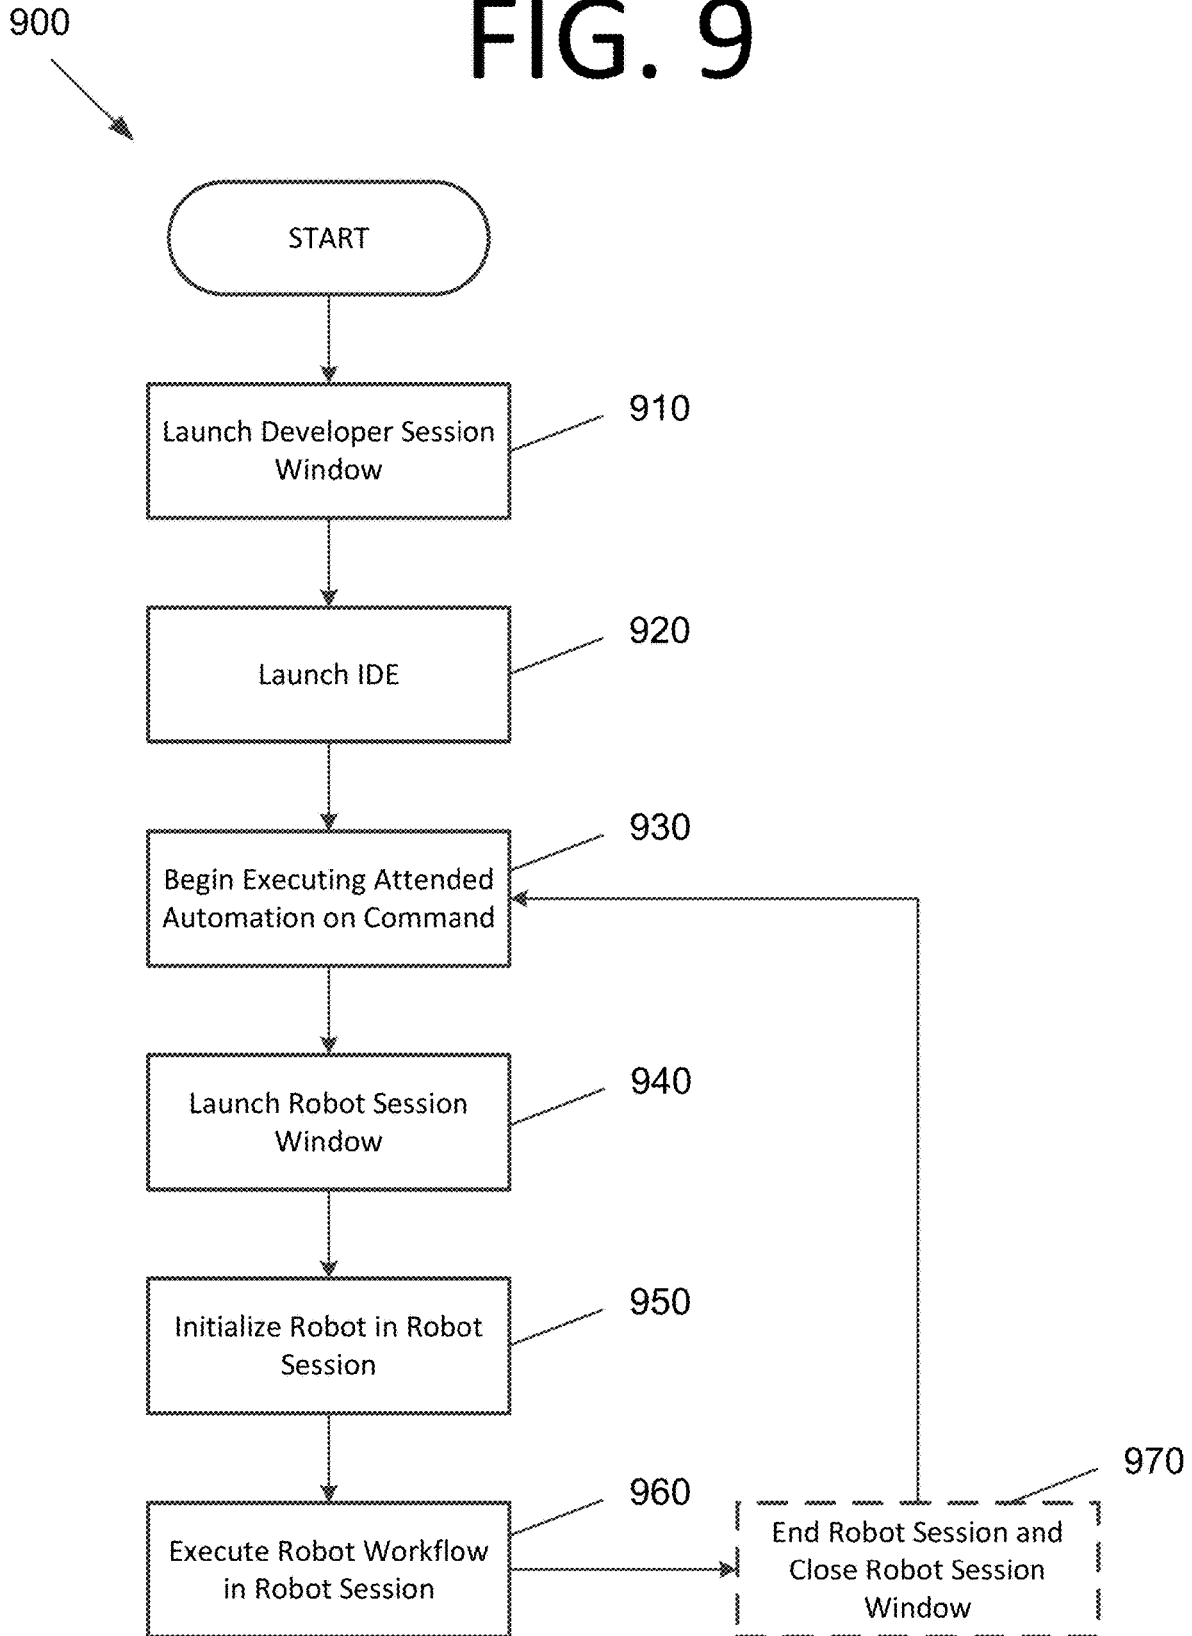 900
FIG. 9
START
Launch Developer Session
Window
910
Launch IDE
920
Begin Executing Attended
Automation on Command
930
Launch Robot Session
Window
940
Initialize Robot in Robot
Session
950
Execute Robot Workflow
in Robot Session
960
End Robot Session and
Close Robot Session
Window
970